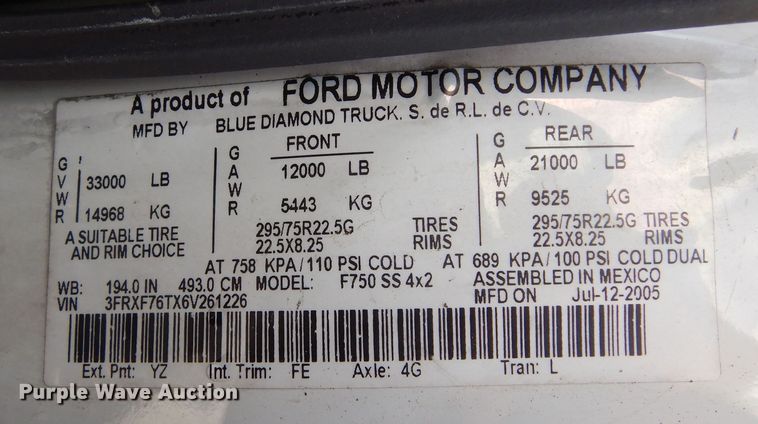 A product of FORD MOTOR COMPANY
MFD BY BLUE DIAMOND TRUCK. S. de R.L. de C.V.
GVWR 33000 LB 14968 KG
GAWR FRONT 12000 LB 5443 KG
GAWR REAR 21000 LB 9525 KG
A SUITABLE TIRE 295/75R22.5G TIRES 295/75R22.5G TIRES
AND RIM CHOICE 22.5X8.25 RIMS 22.5X8.25 RIMS
AT 758 KPA/110 PSI COLD AT 689 KPA/100 PSI COLD DUAL
WB: 194.0 IN 493.0 CM MODEL: F750 SS 4x2 ASSEMBLED IN MEXICO
VIN 3FRXF76TX6V261226 MFD ON Jul-12-2005
Ext. Pnt: YZ Int. Trim: FE Axle: 4G Tran: L
Purple Wave Auction